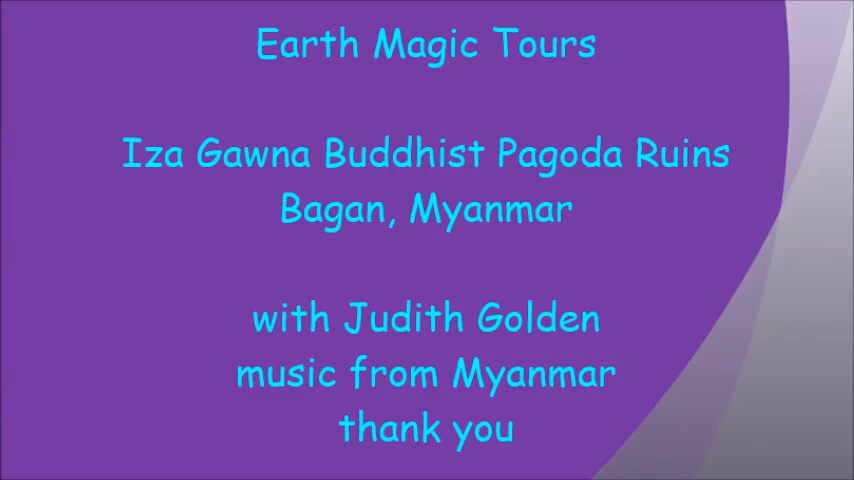 Earth Magic Tours
Iza Gawna Buddhist Pagoda Ruins
Bagan, Myanmar
with Judith Golden
music from Myanmar
thank you